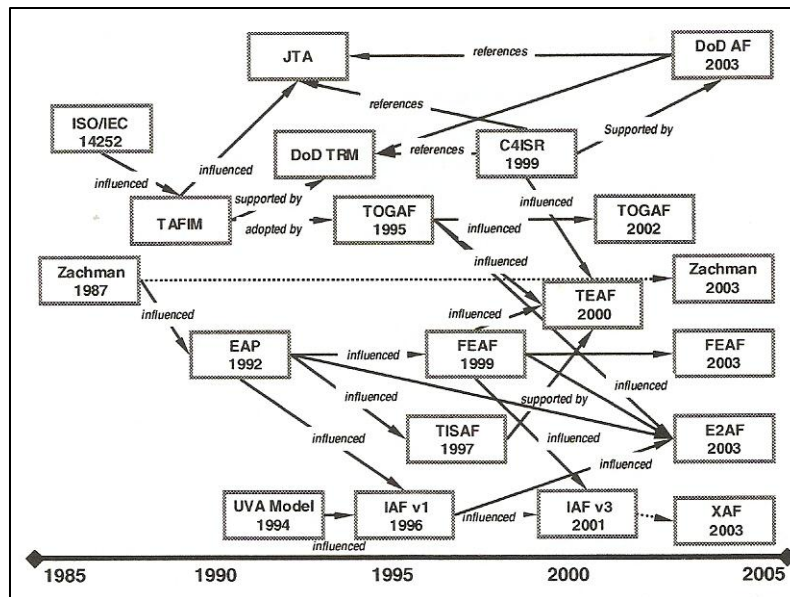 JTA
references
DoD AF
2003
references
ISO/IEC
14252
C4ISR
1999
Supported by
DoD TRM
references
influenced
influenced
supported by
influenced
TAFIM
adopted by
TOGAF
1995
influenced
TOGAF
2002
influenced
Zachman
1987
Zachman
2003
TEAF
2000
influenced
influenced
EAP
1992
influenced
FEAF
1999
FEAF
2003
influenced
supported by
influenced
TISAF
1997
E2AF
2003
influenced
influenced
influenced
UVA Model
1994
IAF v1
1996
influenced
IAF v3
2001
XAF
2003
influenced
1985
1990
1995
2000
2005